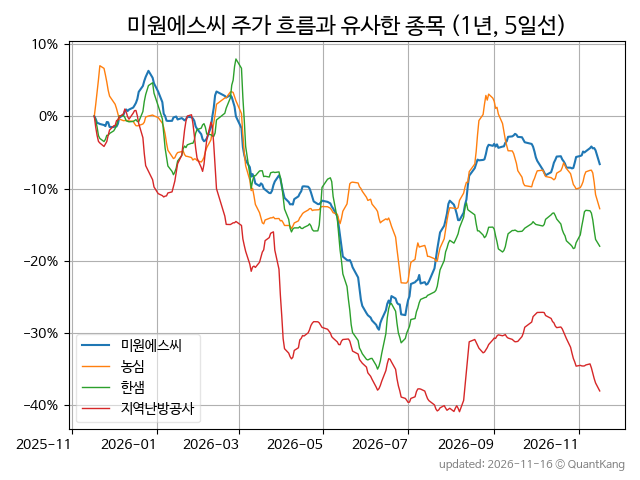 미원에스씨 주가 흐름과 유사한 종목 (1년, 5일선)
10%
0%
−10%
−20%
−30%
−40%
미원에스씨
농심
한샘
지역난방공사
2025-11
2026-01
2026-03
2026-05
2026-07
2026-09
2026-11
updated: 2026-11-16 © QuantKang